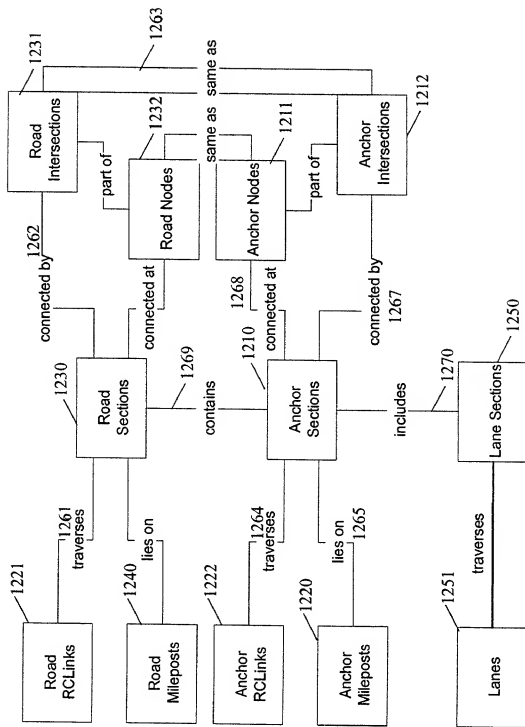 1231
1263
Road
Intersections
1232
same as
part of
Road Nodes
same as
1211
Anchor Nodes
part of
Anchor
Intersections
1212
1262
connected by
connected at
1268
connected at
connected by
1267
1230
Road
Sections
1269
contains
1210
Anchor
Sections
includes
1270
1250
Lane Sections
1261
traverses
lies on
1264
traverses
lies on
1265
traverses
1221
Road
RCLinks
1240
Road
Mileposts
1222
Anchor
RCLinks
1220
Anchor
Mileposts
1251
Lanes